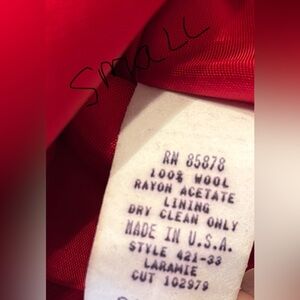 Small
RN 85878
100% WOOL
RAYON ACETATE
LINING
DRY CLEAN ONLY
MADE IN U.S.A.
STYLE 421-33
LARAMIE
CUT 102979